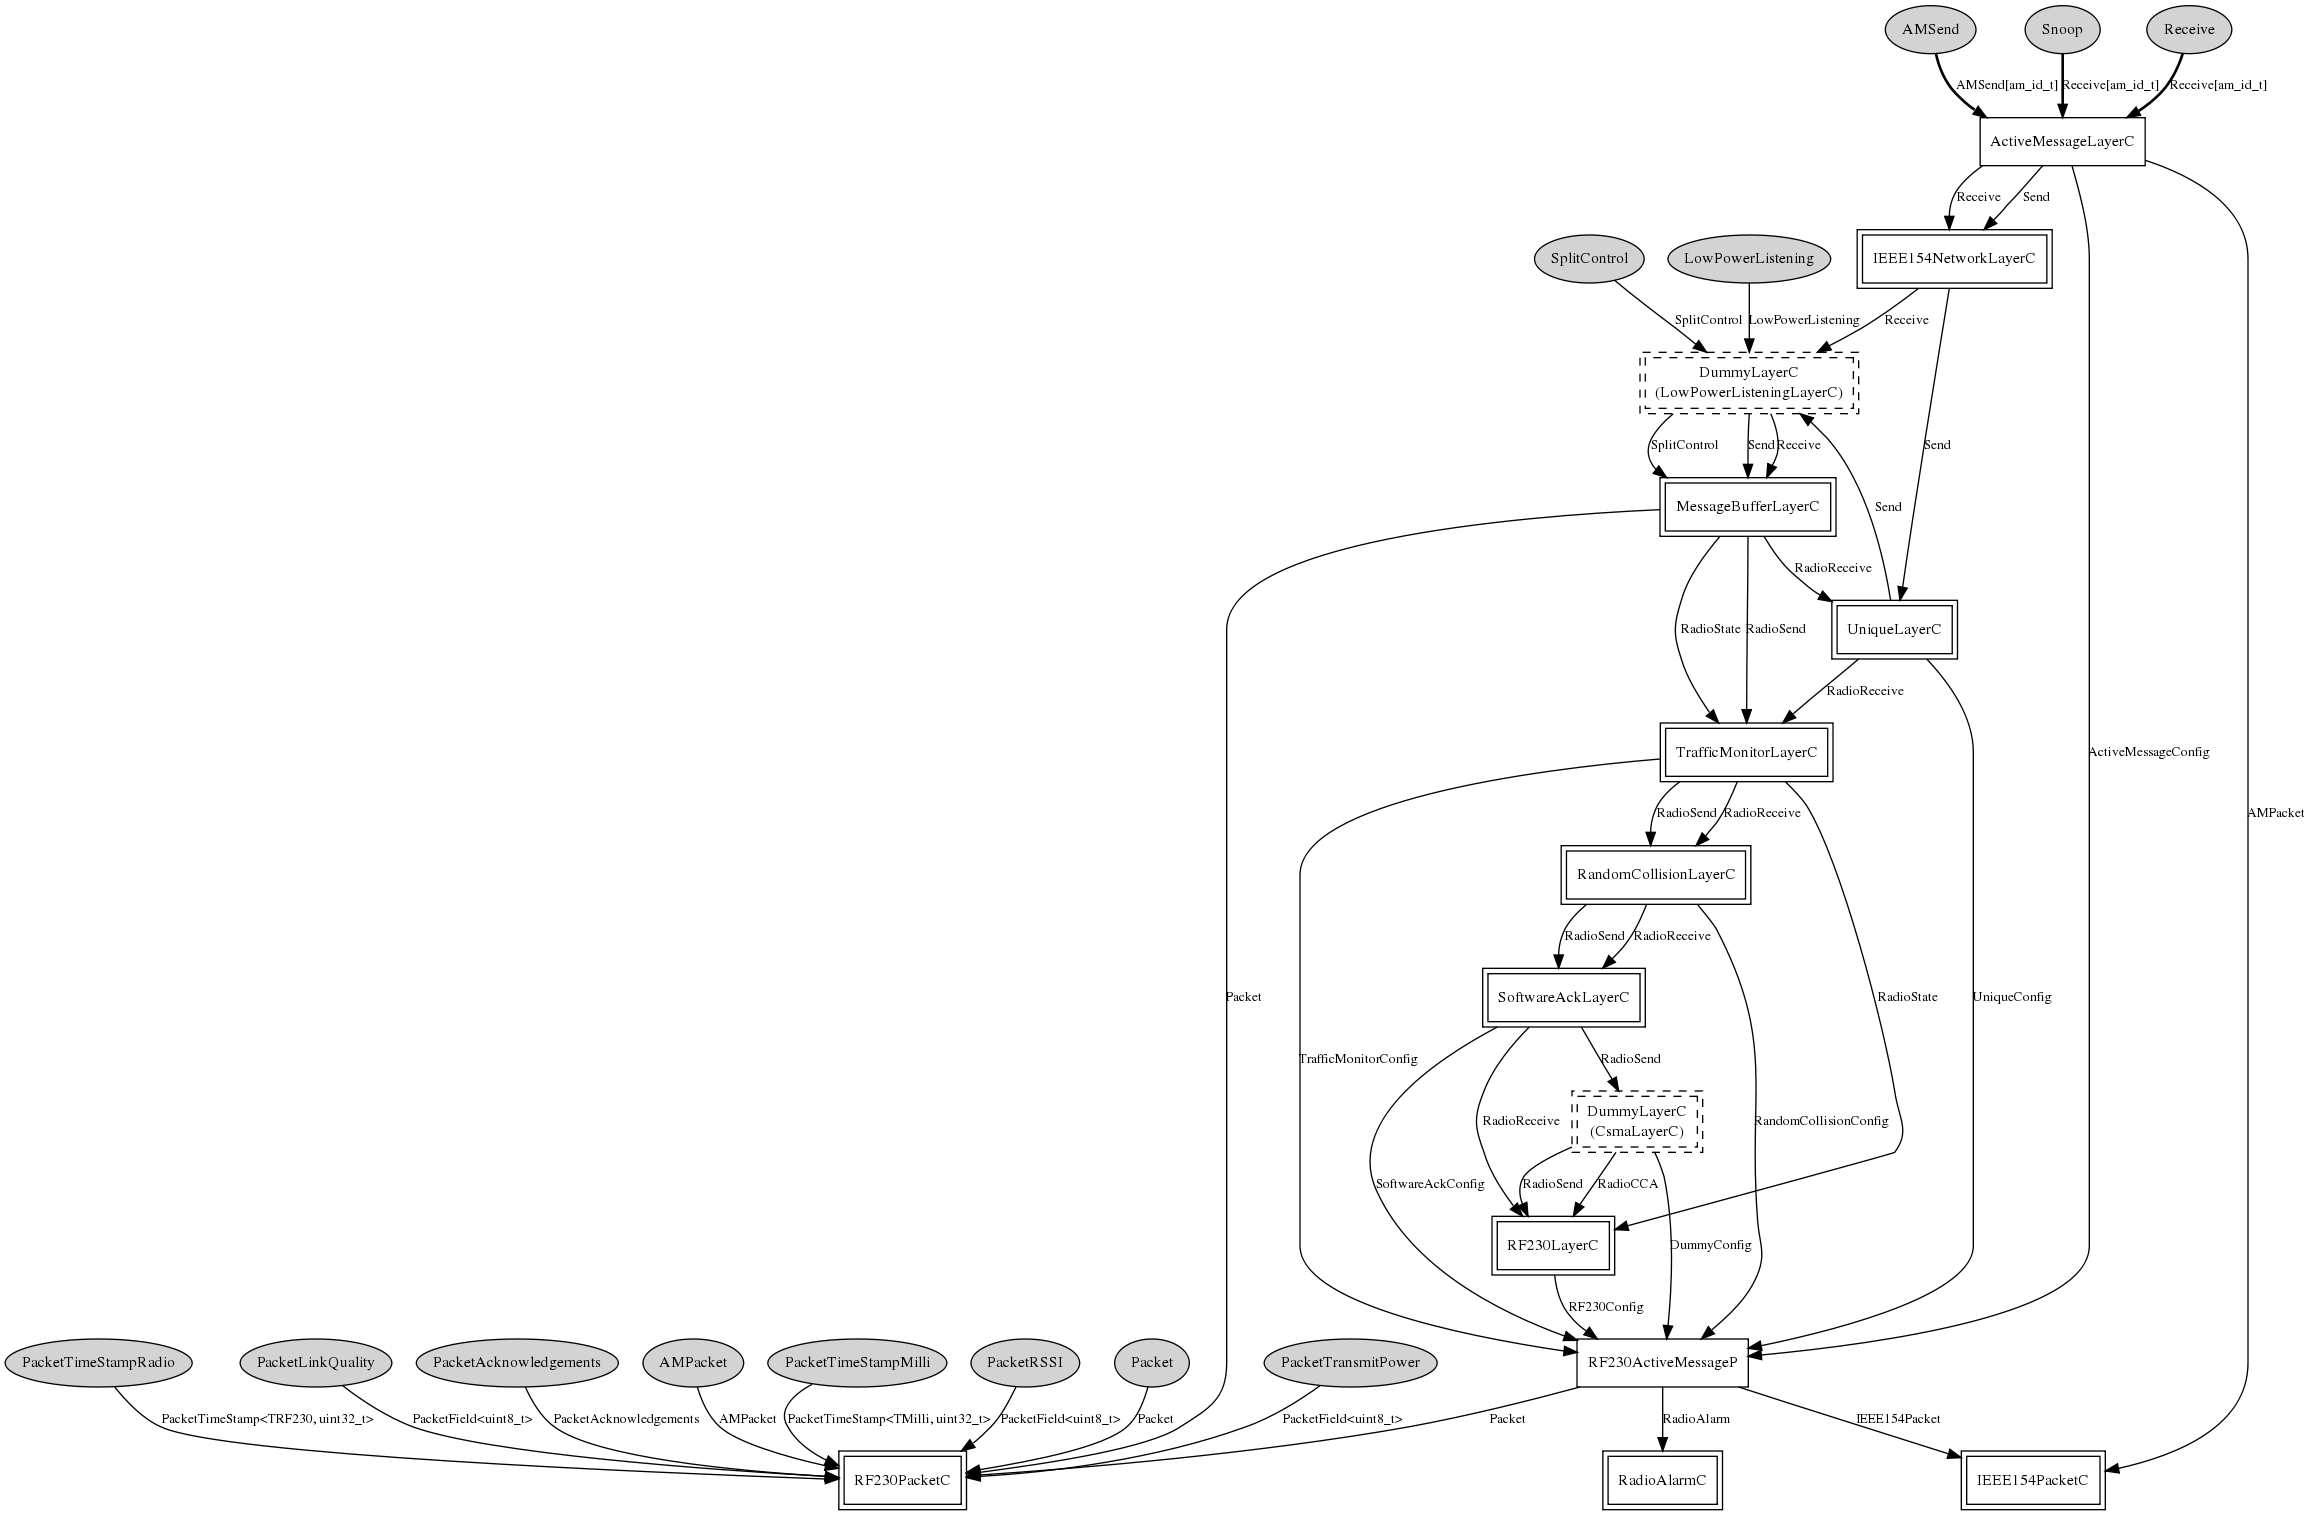 AMSend
Snoop
Receive
AMSend[am_id_t]
Receive[am_id_t]
Receive[am_id_t]
ActiveMessageLayerC
Receive
Send
SplitControl
LowPowerListening
IEEE154NetworkLayerC
SplitControl
LowPowerListening
Receive
DummyLayerC
(LowPowerListeningLayerC)
SplitControl
Send
Receive
Send
MessageBufferLayerC
Send
RadioReceive
RadioState
RadioSend
UniqueLayerC
RadioReceive
TrafficMonitorLayerC
ActiveMessageConfig
RadioSend
RadioReceive
AMPacket
RandomCollisionLayerC
RadioSend
RadioReceive
Packet
SoftwareAckLayerC
RadioState
UniqueConfig
TrafficMonitorConfig
RadioSend
RadioReceive
DummyLayerC
(CsmaLayerC)
RandomCollisionConfig
SoftwareAckConfig
RadioSend
RadioCCA
RF230LayerC
DummyConfig
RF230Config
PacketTimeStampRadio
PacketLinkQuality
PacketAcknowledgements
AMPacket
PacketTimeStampMilli
PacketRSSI
Packet
PacketTransmitPower
RF230ActiveMessageP
PacketTimeStamp<TRF230, uint32_t>
PacketField<uint8_t>
PacketAcknowledgements
AMPacket
PacketTimeStamp<TMilli, uint32_t>
PacketField<uint8_t>
Packet
PacketField<uint8_t>
Packet
RadioAlarm
IEEE154Packet
RF230PacketC
RadioAlarmC
IEEE154PacketC